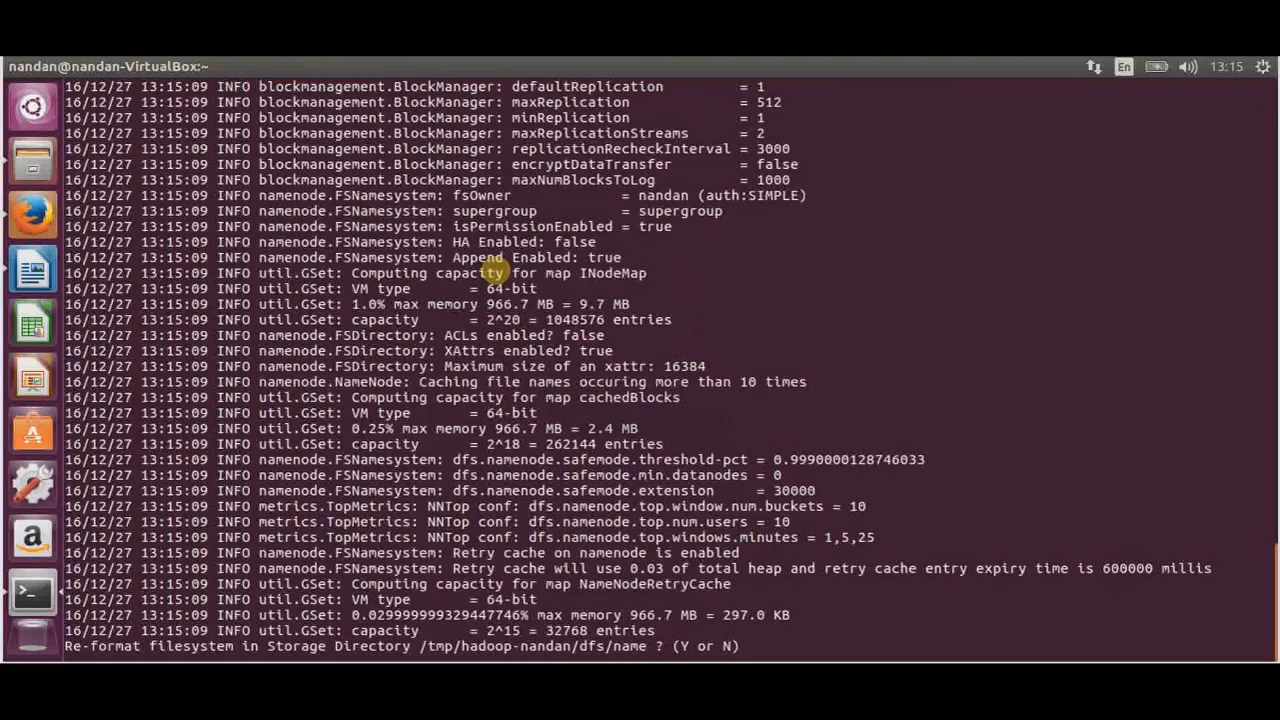 nandan@nandan-VirtualBox:~
En
13:15
16/12/27 13:15:09 INFO blockmanagement.BlockManager: defaultReplication         = 1
16/12/27 13:15:09 INFO blockmanagement.BlockManager: maxReplication             = 512
16/12/27 13:15:09 INFO blockmanagement.BlockManager: minReplication             = 1
16/12/27 13:15:09 INFO blockmanagement.BlockManager: maxReplicationStreams      = 2
16/12/27 13:15:09 INFO blockmanagement.BlockManager: replicationRecheckInterval = 3000
16/12/27 13:15:09 INFO blockmanagement.BlockManager: encryptDataTransfer        = false
16/12/27 13:15:09 INFO blockmanagement.BlockManager: maxNumBlocksToLog          = 1000
16/12/27 13:15:09 INFO namenode.FSNamesystem: fsOwner             = nandan (auth:SIMPLE)
16/12/27 13:15:09 INFO namenode.FSNamesystem: supergroup          = supergroup
16/12/27 13:15:09 INFO namenode.FSNamesystem: isPermissionEnabled = true
16/12/27 13:15:09 INFO namenode.FSNamesystem: HA Enabled: false
16/12/27 13:15:09 INFO namenode.FSNamesystem: Append Enabled: true
16/12/27 13:15:09 INFO util.GSet: Computing capacity for map INodeMap
16/12/27 13:15:09 INFO util.GSet: VM type       = 64-bit
16/12/27 13:15:09 INFO util.GSet: 1.0% max memory 966.7 MB = 9.7 MB
16/12/27 13:15:09 INFO util.GSet: capacity      = 2^20 = 1048576 entries
16/12/27 13:15:09 INFO namenode.FSDirectory: ACLs enabled? false
16/12/27 13:15:09 INFO namenode.FSDirectory: XAttrs enabled? true
16/12/27 13:15:09 INFO namenode.FSDirectory: Maximum size of an xattr: 16384
16/12/27 13:15:09 INFO namenode.NameNode: Caching file names occuring more than 10 times
16/12/27 13:15:09 INFO util.GSet: Computing capacity for map cachedBlocks
16/12/27 13:15:09 INFO util.GSet: VM type       = 64-bit
16/12/27 13:15:09 INFO util.GSet: 0.25% max memory 966.7 MB = 2.4 MB
16/12/27 13:15:09 INFO util.GSet: capacity      = 2^18 = 262144 entries
16/12/27 13:15:09 INFO namenode.FSNamesystem: dfs.namenode.safemode.threshold-pct = 0.9990000128746033
16/12/27 13:15:09 INFO namenode.FSNamesystem: dfs.namenode.safemode.min.datanodes = 0
16/12/27 13:15:09 INFO namenode.FSNamesystem: dfs.namenode.safemode.extension     = 30000
16/12/27 13:15:09 INFO metrics.TopMetrics: NNTop conf: dfs.namenode.top.window.num.buckets = 10
16/12/27 13:15:09 INFO metrics.TopMetrics: NNTop conf: dfs.namenode.top.num.users = 10
16/12/27 13:15:09 INFO metrics.TopMetrics: NNTop conf: dfs.namenode.top.windows.minutes = 1,5,25
16/12/27 13:15:09 INFO namenode.FSNamesystem: Retry cache on namenode is enabled
16/12/27 13:15:09 INFO namenode.FSNamesystem: Retry cache will use 0.03 of total heap and retry cache entry expiry time is 600000 millis
16/12/27 13:15:09 INFO util.GSet: Computing capacity for map NameNodeRetryCache
16/12/27 13:15:09 INFO util.GSet: VM type       = 64-bit
16/12/27 13:15:09 INFO util.GSet: 0.029999999329447746% max memory 966.7 MB = 297.0 KB
16/12/27 13:15:09 INFO util.GSet: capacity      = 2^15 = 32768 entries
Re-format filesystem in Storage Directory /tmp/hadoop-nandan/dfs/name ? (Y or N)